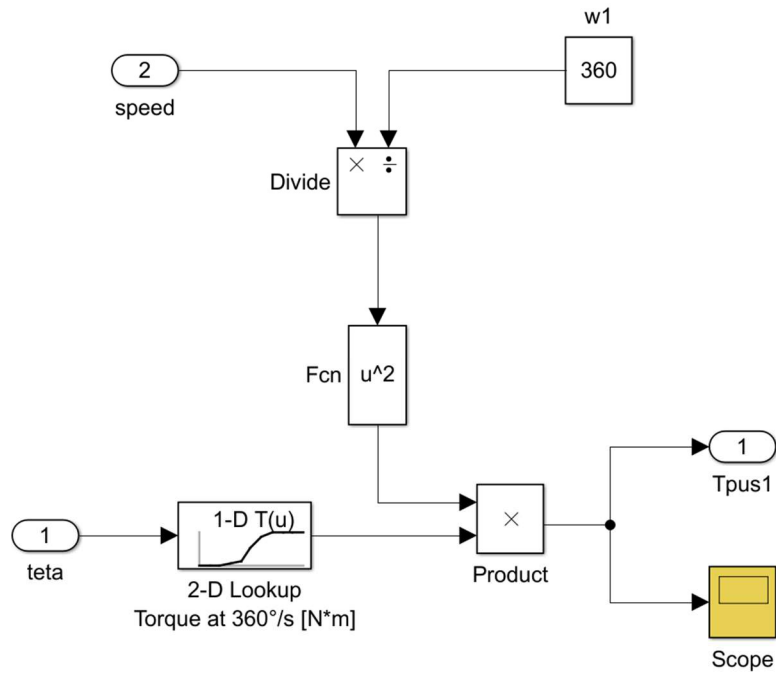 w1
2
360
speed
Divide
× ÷
Fcn
u^2
1
Tpus1
1-D T(u)
1
×
teta
2-D Lookup
Product
Torque at 360°/s [N*m]
Scope